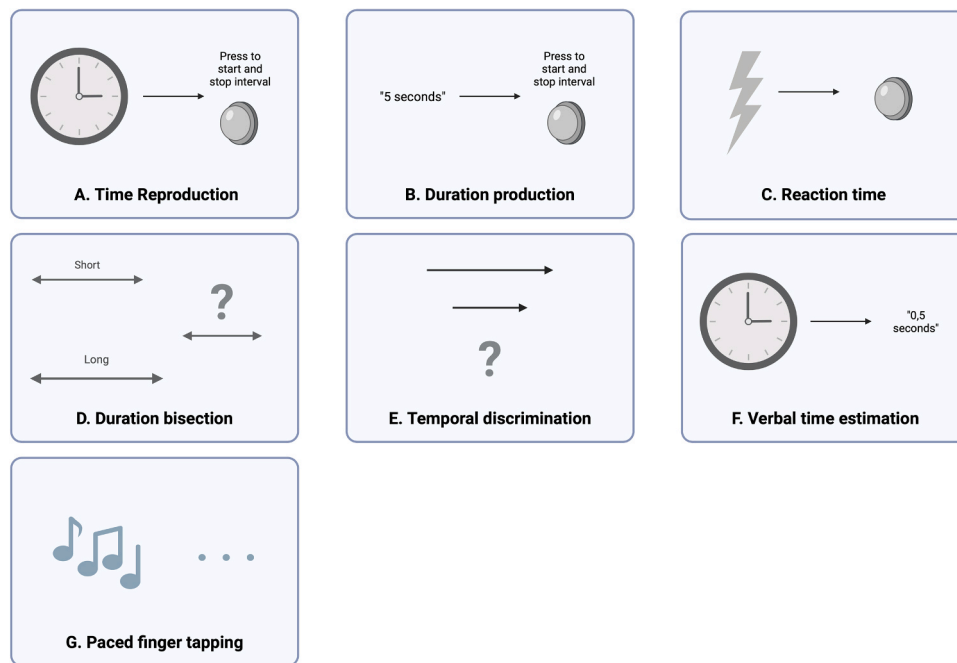 Press to
start and
stop interval
A. Time Reproduction
"5 seconds"
Press to
start and
stop interval
B. Duration production
C. Reaction time
Short
?
Long
D. Duration bisection
?
E. Temporal discrimination
"0,5
seconds"
F. Verbal time estimation
. . .
G. Paced finger tapping